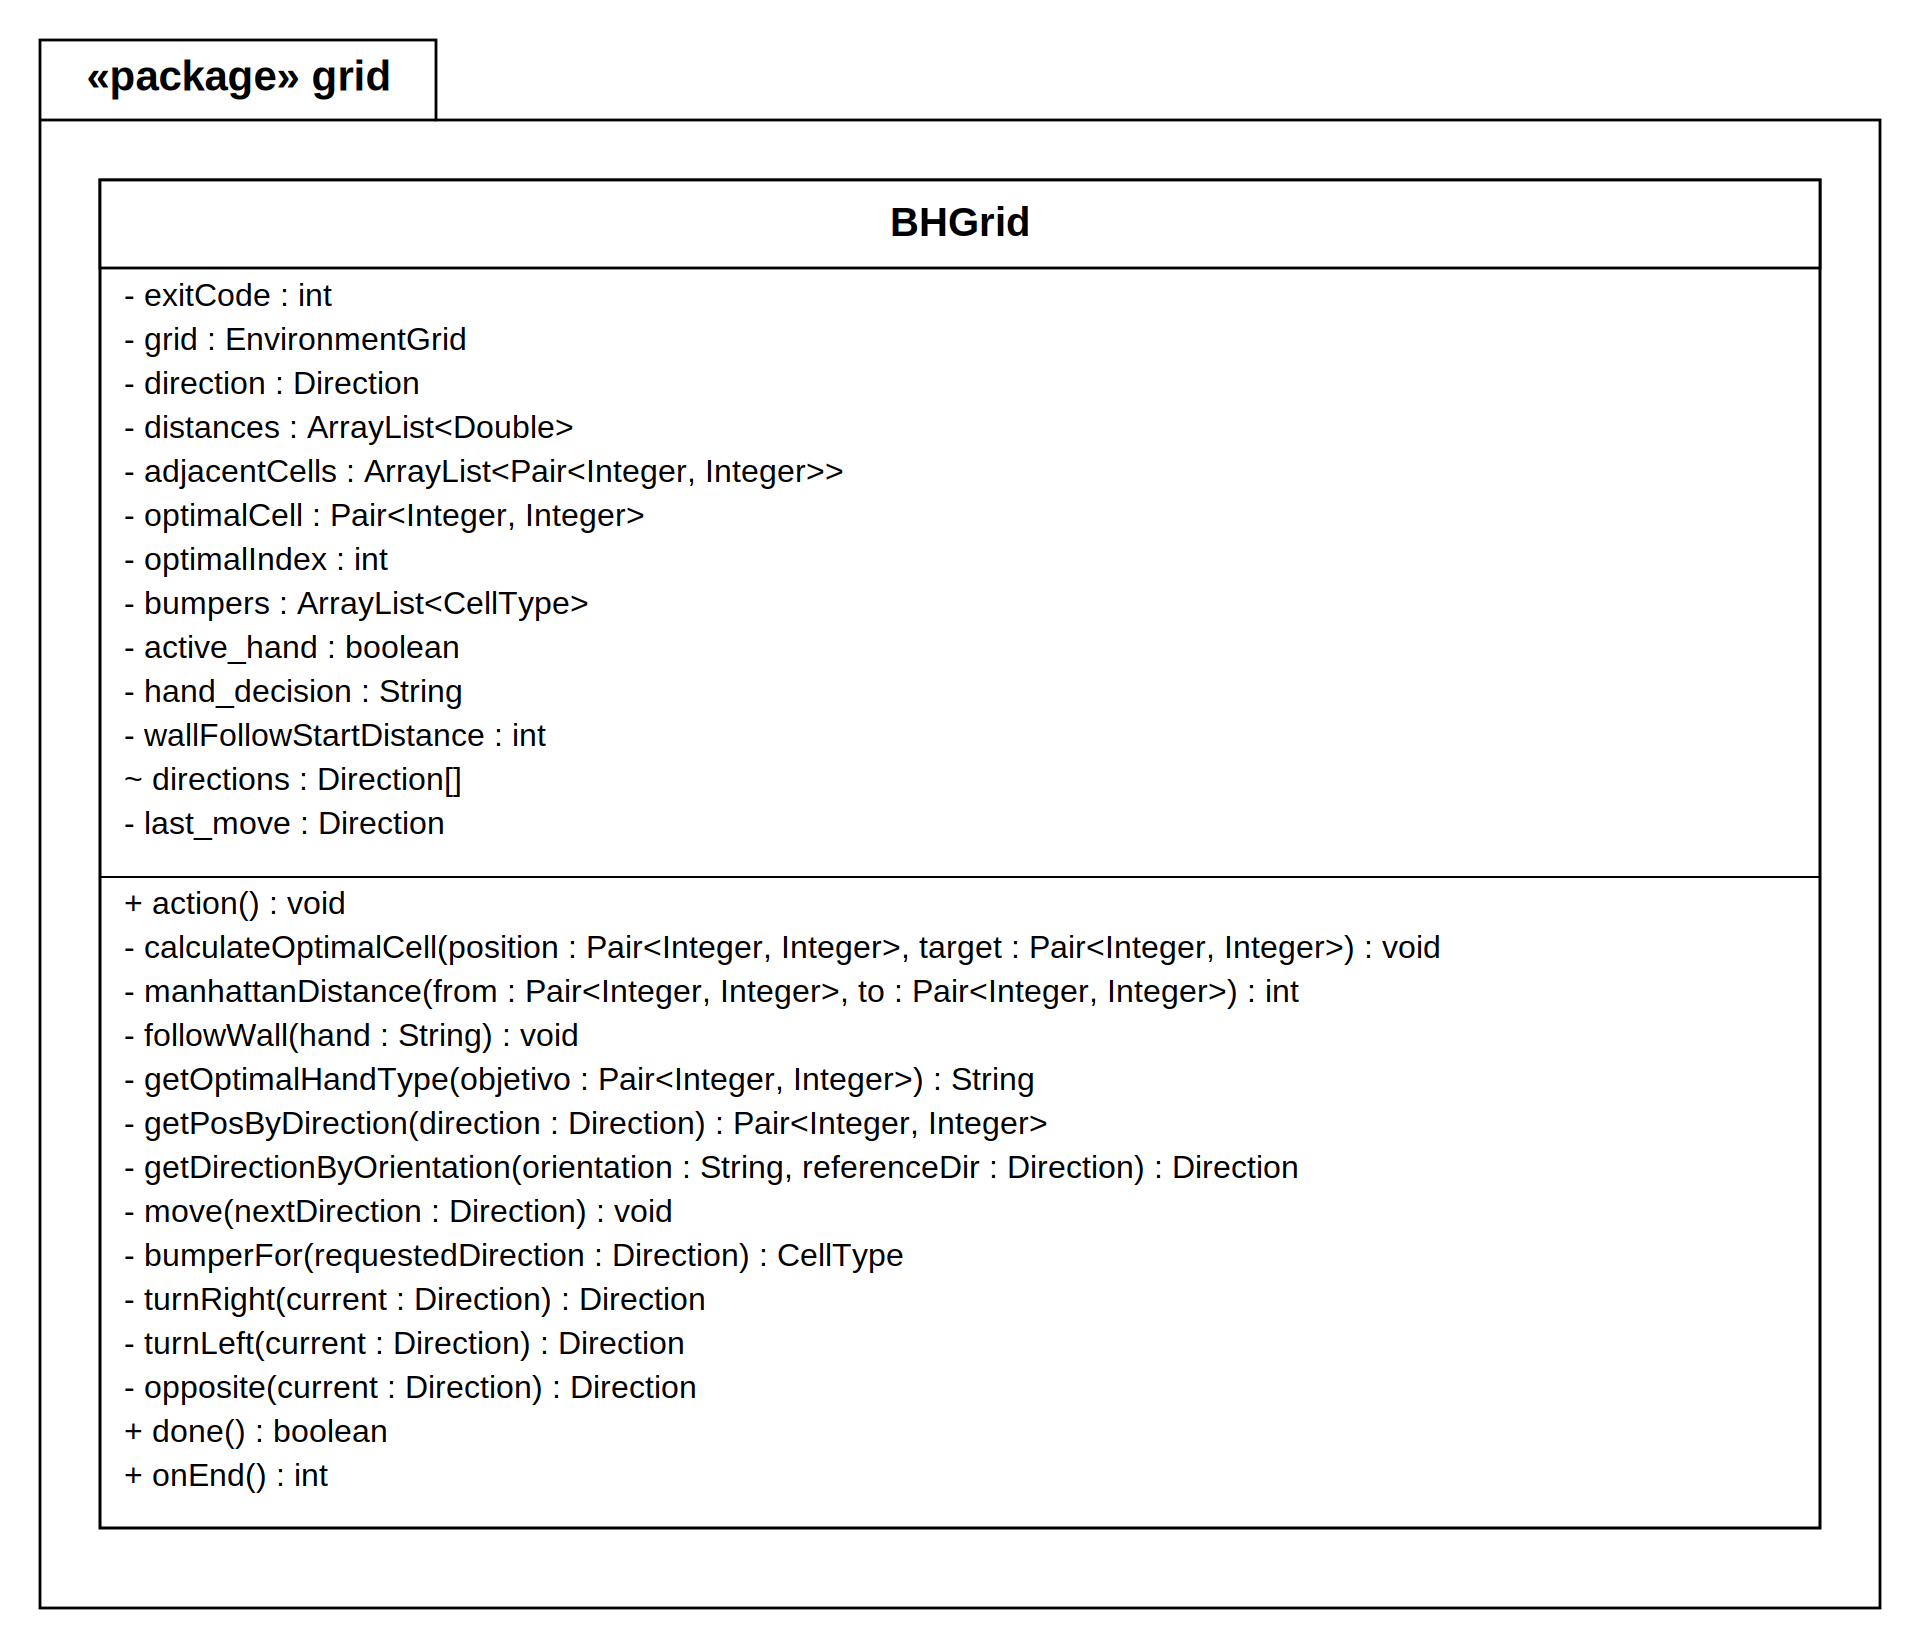 «package» grid
BHGrid
- exitCode : int
- grid : EnvironmentGrid
- direction : Direction
- distances : ArrayList<Double>
- adjacentCells : ArrayList<Pair<Integer, Integer>>
- optimalCell : Pair<Integer, Integer>
- optimalIndex : int
- bumpers : ArrayList<CellType>
- active_hand : boolean
- hand_decision : String
- wallFollowStartDistance : int
~ directions : Direction[]
- last_move : Direction
+ action() : void
- calculateOptimalCell(position : Pair<Integer, Integer>, target : Pair<Integer, Integer>) : void
- manhattanDistance(from : Pair<Integer, Integer>, to : Pair<Integer, Integer>) : int
- followWall(hand : String) : void
- getOptimalHandType(objetivo : Pair<Integer, Integer>) : String
- getPosByDirection(direction : Direction) : Pair<Integer, Integer>
- getDirectionByOrientation(orientation : String, referenceDir : Direction) : Direction
- move(nextDirection : Direction) : void
- bumperFor(requestedDirection : Direction) : CellType
- turnRight(current : Direction) : Direction
- turnLeft(current : Direction) : Direction
- opposite(current : Direction) : Direction
+ done() : boolean
+ onEnd() : int